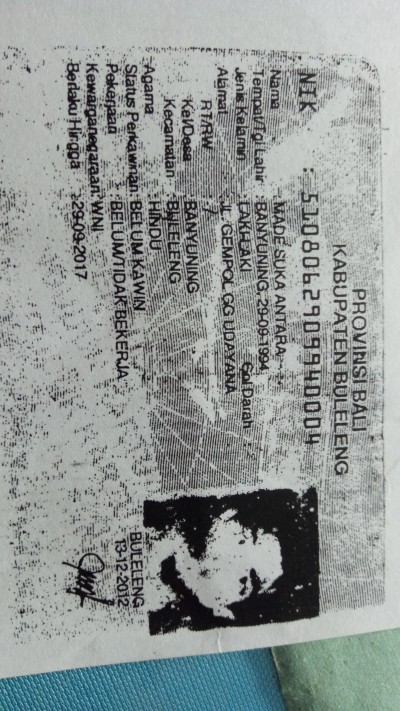 PROVINSI BALI
KABUPATEN BULELENG
NIK : 5108062909940004
Nama : MADE SUKA ANTARA
Tempat/Tgl Lahir : BANYUNING, 29-09-1994
Jenis Kelamin : LAKI-LAKI Gol Darah
Alamat : JL GEMPOL GG UDAYANA
RT/RW : /
Kel/Desa : BANYUNING
Kecamatan : BULELENG
Agama : HINDU
Status Perkawinan: BELUM KAWIN
Pekerjaan : BELUM/TIDAK BEKERJA
Kewarganegaraan: WNI
Berlaku Hingga : 29-09-2017
BULELENG
13-12-2012